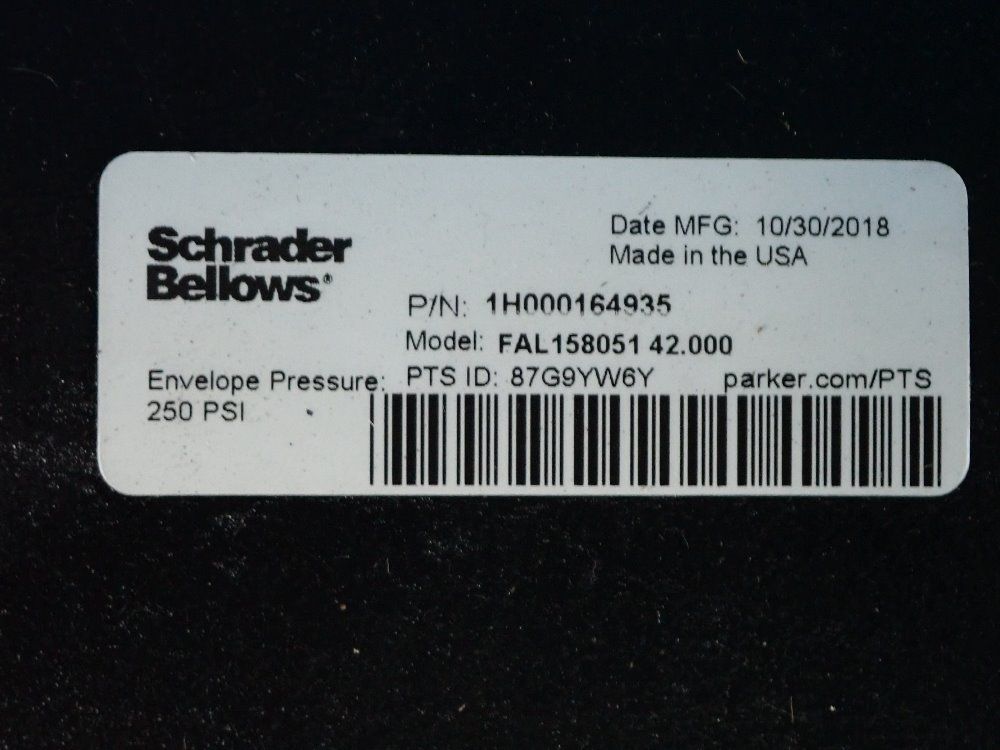 Schrader
Bellows®
Date MFG: 10/30/2018
Made in the USA
P/N: 1H000164935
Model: FAL158051 42.000
Envelope Pressure:
250 PSI
PTS ID: 87G9YW6Y
parker.com/PTS